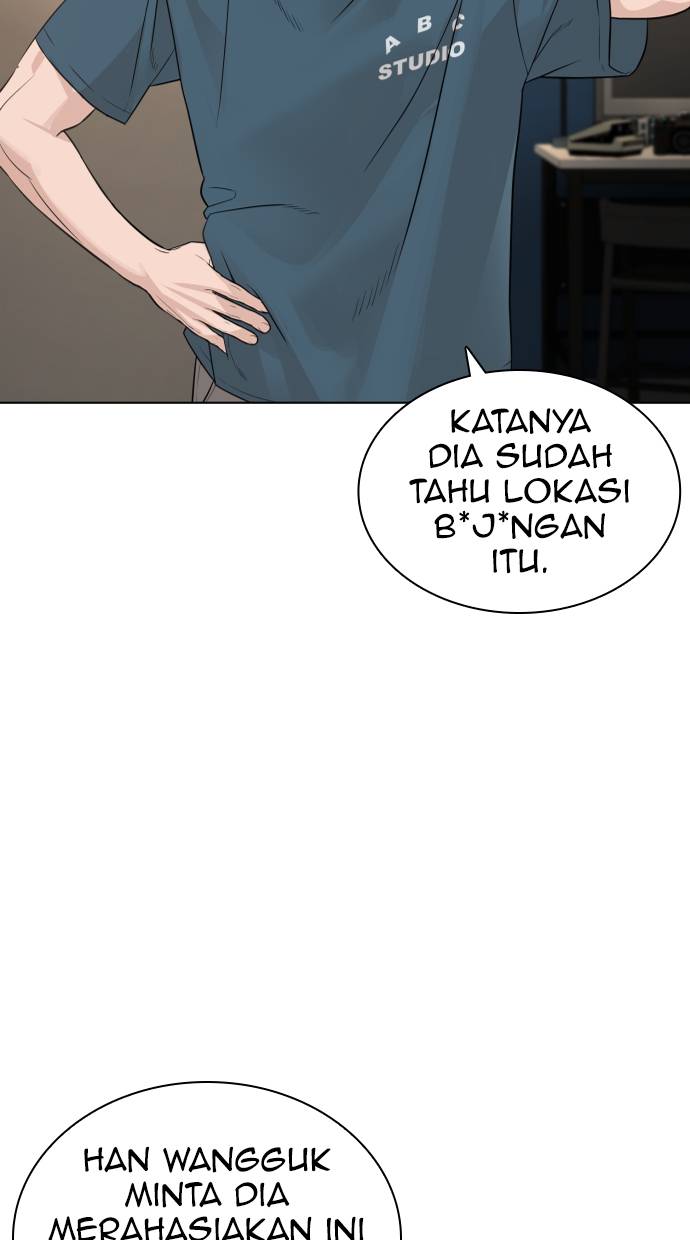 A B C
STUDIO
KATANYA
DIA SUDAH
TAHU LOKASI
B*J*NGAN
ITU.
HAN WANGGUK
MINTA DIA
MERAHASIAKAN INI